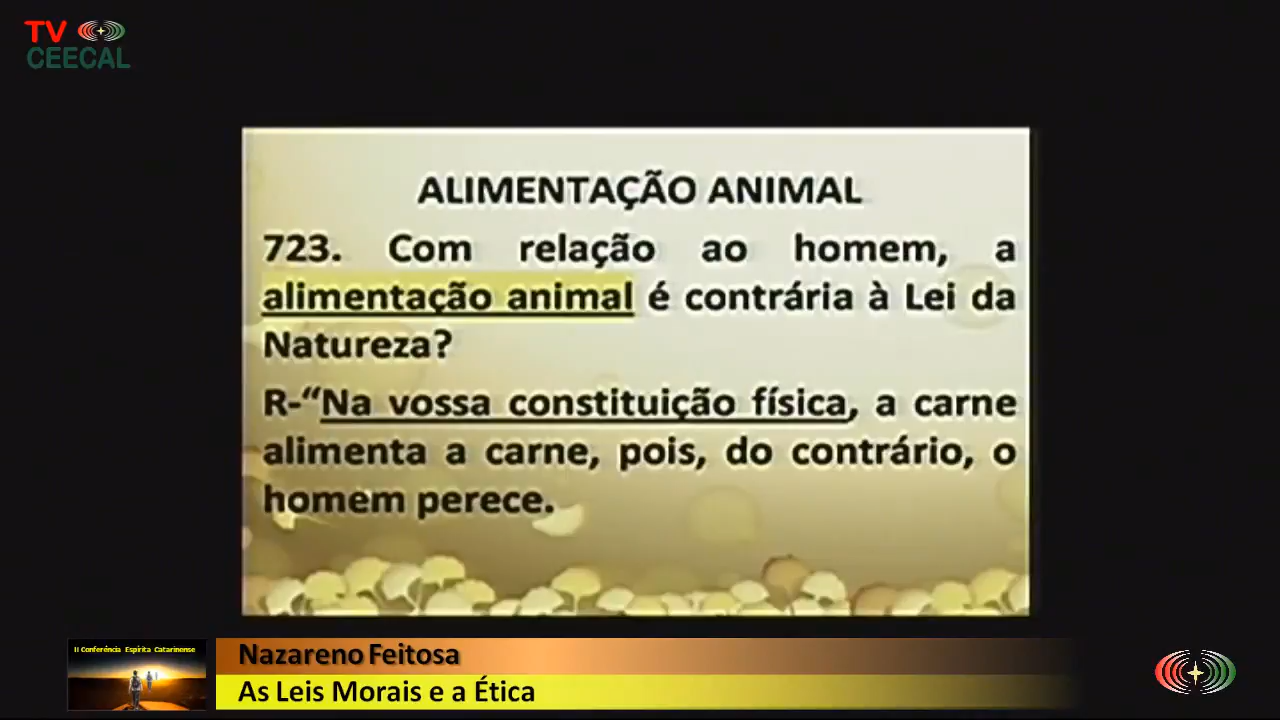 TV
CEECAL
ALIMENTAÇÃO ANIMAL
723. Com relação ao homem, a
alimentação animal é contrária à Lei da
Natureza?
R-“Na vossa constituição física, a carne
alimenta a carne, pois, do contrário, o
homem perece.
II Conferência Espírita Catarinense
Nazareno Feitosa
As Leis Morais e a Ética